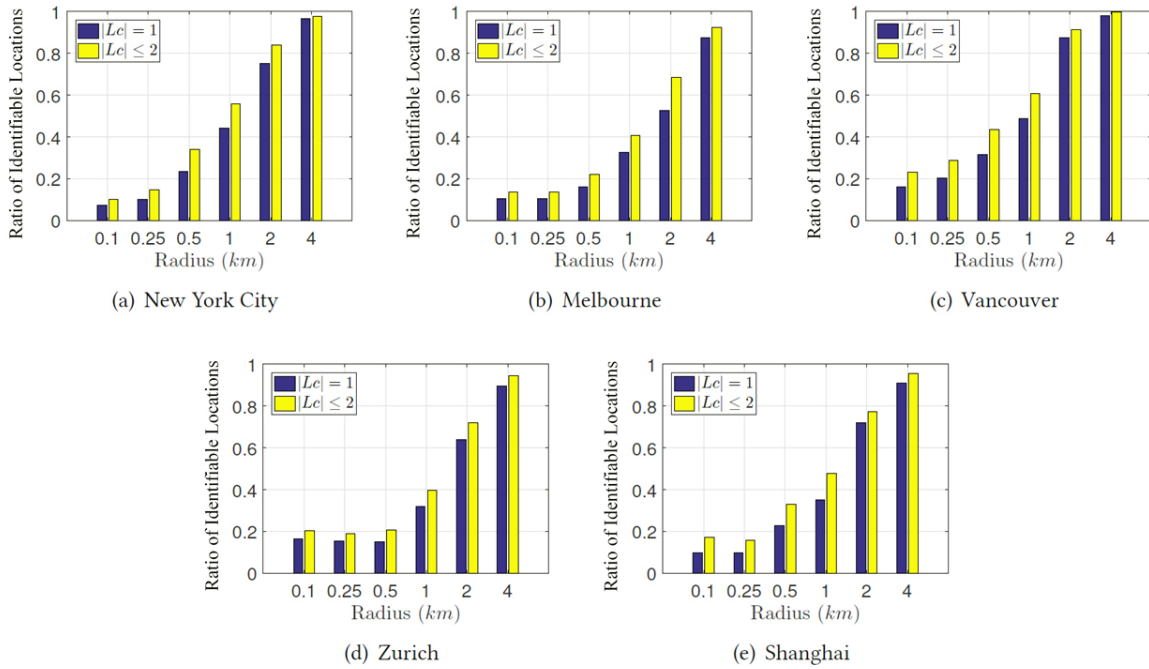 Ratio of Identifiable Locations
1
0.8
0.6
0.4
0.2
0
|Lc| = 1
|Lc| ≤ 2
0.1 0.25 0.5 1 2 4
Radius (km)
(a) New York City
Ratio of Identifiable Locations
1
0.8
0.6
0.4
0.2
0
|Lc| = 1
|Lc| ≤ 2
0.1 0.25 0.5 1 2 4
Radius (km)
(b) Melbourne
Ratio of Identifiable Locations
1
0.8
0.6
0.4
0.2
0
|Lc| = 1
|Lc| ≤ 2
0.1 0.25 0.5 1 2 4
Radius (km)
(c) Vancouver
Ratio of Identifiable Locations
1
0.8
0.6
0.4
0.2
0
|Lc| = 1
|Lc| ≤ 2
0.1 0.25 0.5 1 2 4
Radius (km)
(d) Zurich
Ratio of Identifiable Locations
1
0.8
0.6
0.4
0.2
0
|Lc| = 1
|Lc| ≤ 2
0.1 0.25 0.5 1 2 4
Radius (km)
(e) Shanghai